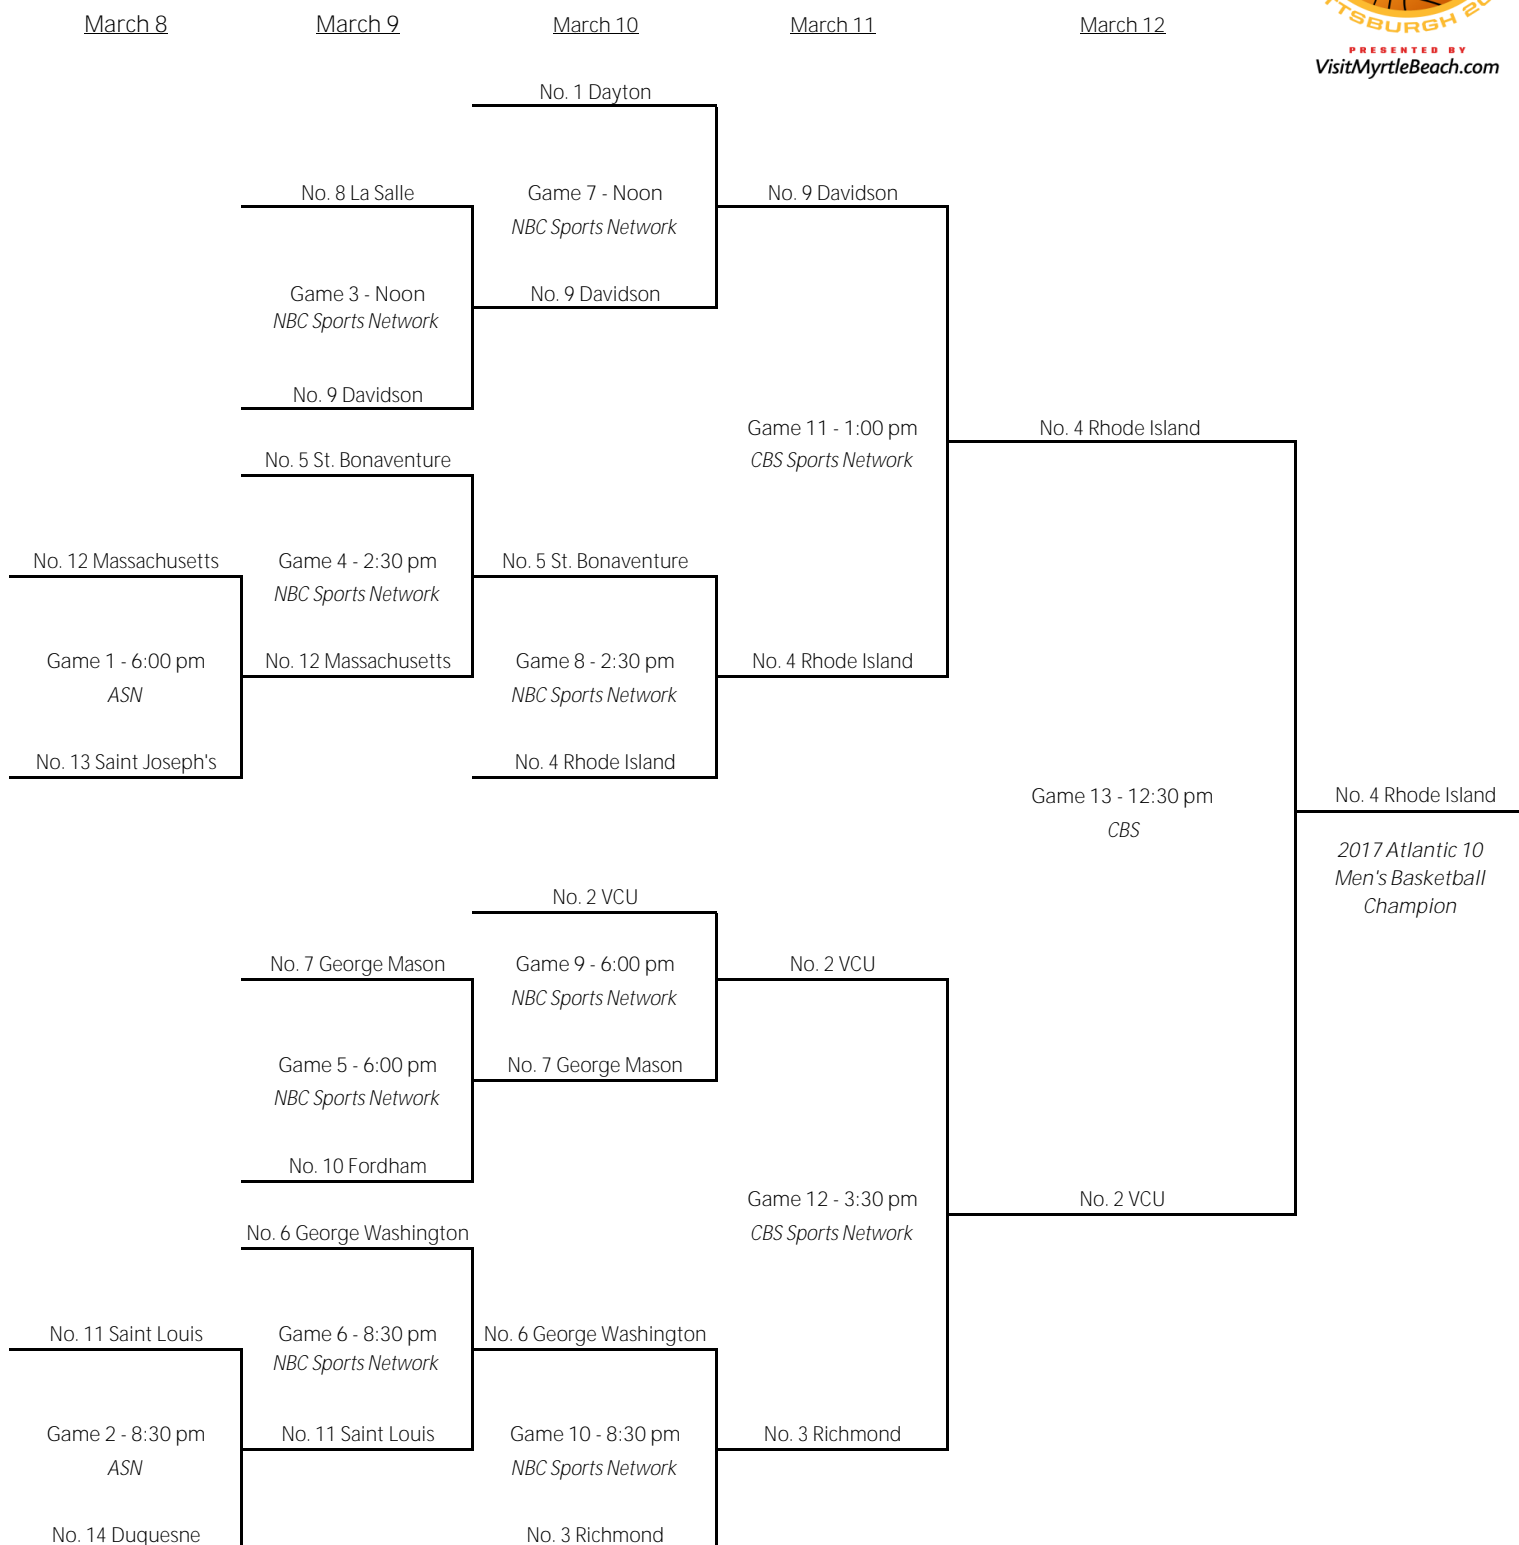 March 8
March 9
March 10
March 11
March 12
BURGH
PRESENTED BY
VisitMyrtleBeach.com
No. 1 Dayton
No. 8 La Salle
Game 7 - Noon
No. 9 Davidson
NBC Sports Network
Game 3 - Noon
No. 9 Davidson
NBC Sports Network
No. 9 Davidson
Game 11 - 1:00 pm
No. 4 Rhode Island
No. 5 St. Bonaventure
CBS Sports Network
No. 12 Massachusetts
Game 4 - 2:30 pm
No. 5 St. Bonaventure
NBC Sports Network
Game 1 - 6:00 pm
No. 12 Massachusetts
Game 8 - 2:30 pm
No. 4 Rhode Island
ASN
NBC Sports Network
No. 13 Saint Joseph's
No. 4 Rhode Island
Game 13 - 12:30 pm
No. 4 Rhode Island
CBS
2017 Atlantic 10
Men's Basketball
Champion
No. 2 VCU
No. 7 George Mason
Game 9 - 6:00 pm
No. 2 VCU
NBC Sports Network
Game 5 - 6:00 pm
No. 7 George Mason
NBC Sports Network
No. 10 Fordham
Game 12 - 3:30 pm
No. 2 VCU
No. 6 George Washington
CBS Sports Network
No. 11 Saint Louis
Game 6 - 8:30 pm
No. 6 George Washington
NBC Sports Network
Game 2 - 8:30 pm
No. 11 Saint Louis
Game 10 - 8:30 pm
No. 3 Richmond
ASN
NBC Sports Network
No. 14 Duquesne
No. 3 Richmond